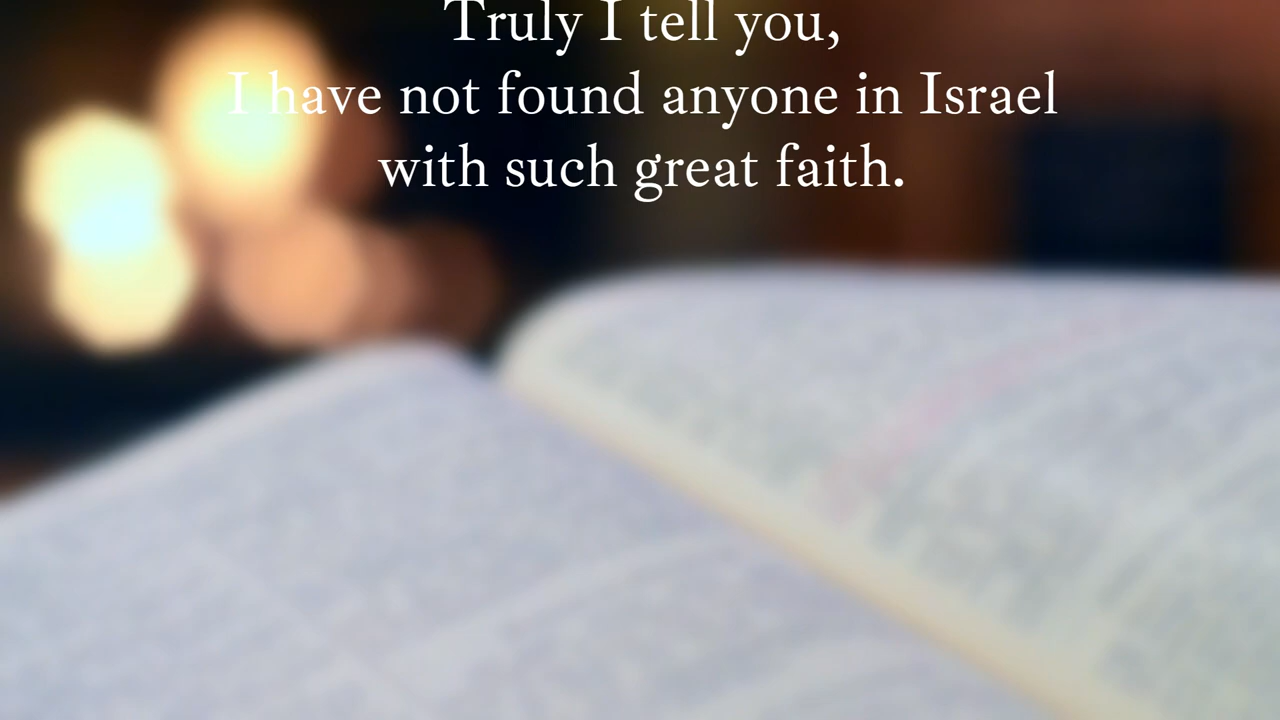 Truly I tell you,
I have not found anyone in Israel
with such great faith.